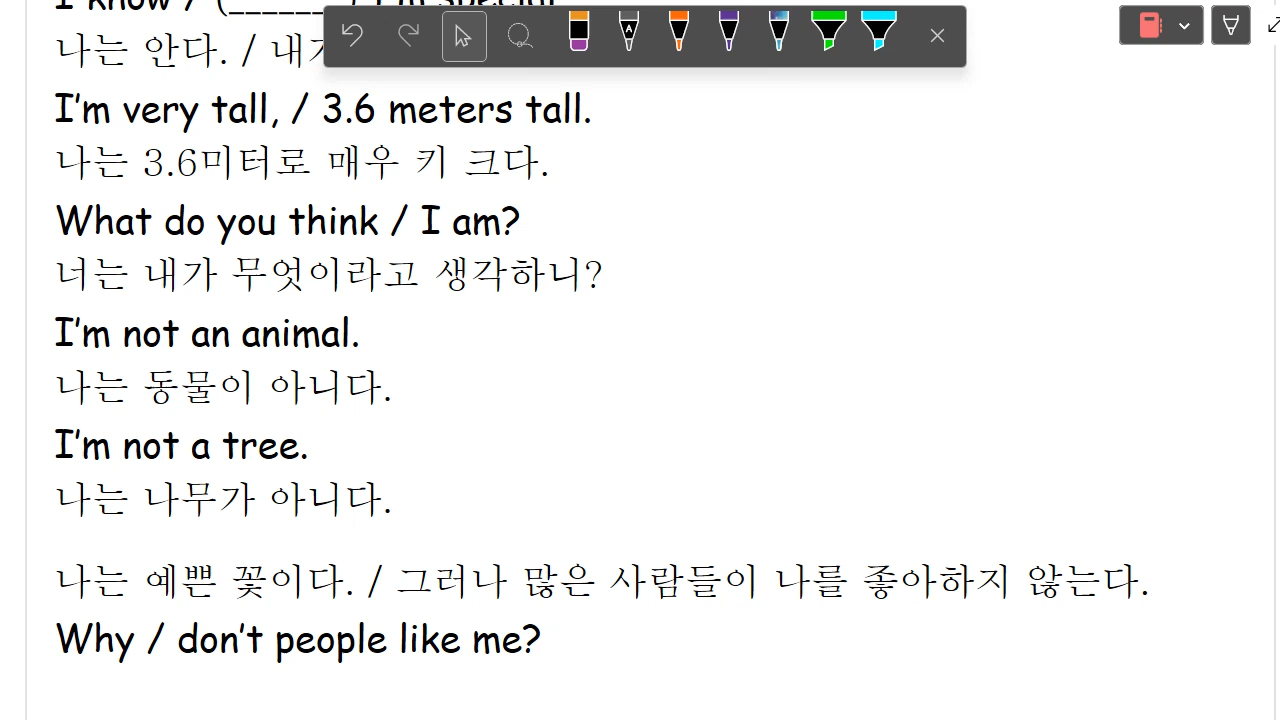 I know / (______ / I'm special
나는 안다. / 내가
I'm very tall, / 3.6 meters tall.
나는 3.6미터로 매우 키 크다.
What do you think / I am?
너는 내가 무엇이라고 생각하니?
I'm not an animal.
나는 동물이 아니다.
I'm not a tree.
나는 나무가 아니다.
나는 예쁜 꽃이다. / 그러나 많은 사람들이 나를 좋아하지 않는다.
Why / don't people like me?